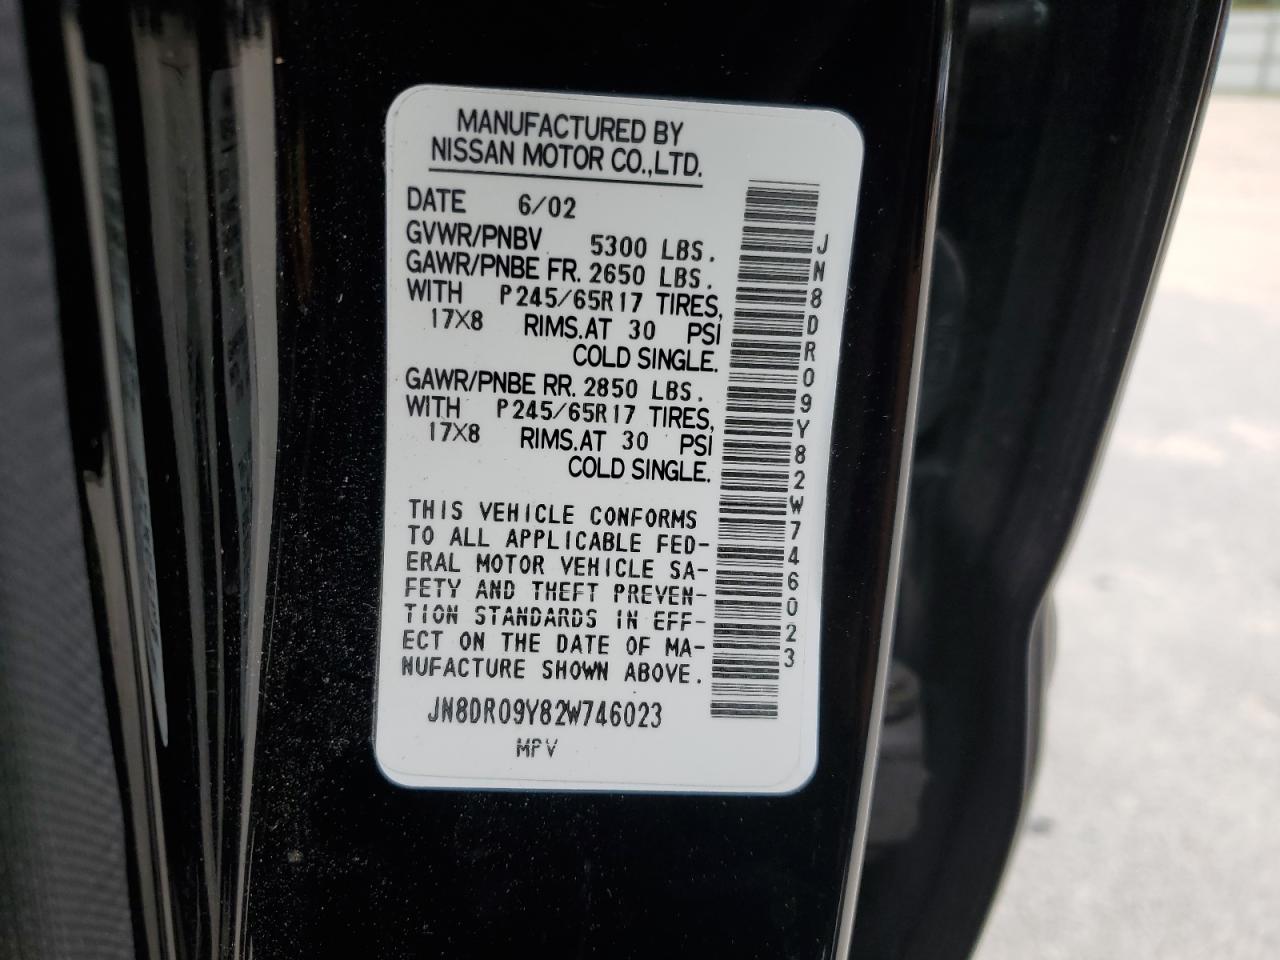 MANUFACTURED BY
NISSAN MOTOR CO.,LTD.
DATE 6/02
GVWR/PNBV 5300 LBS.
GAWR/PNBE FR. 2650 LBS.
WITH P245/65R17 TIRES,
17X8 RIMS.AT 30 PSI
COLD SINGLE.
GAWR/PNBE RR. 2850 LBS.
WITH P245/65R17 TIRES,
17X8 RIMS.AT 30 PSI
COLD SINGLE.
THIS VEHICLE CONFORMS
TO ALL APPLICABLE FED-
ERAL MOTOR VEHICLE SA-
FETY AND THEFT PREVEN-
TION STANDARDS IN EFF-
ECT ON THE DATE OF MA-
NUFACTURE SHOWN ABOVE.
JN8DR09Y82W746023
MPV
JN8DR09Y82W746023